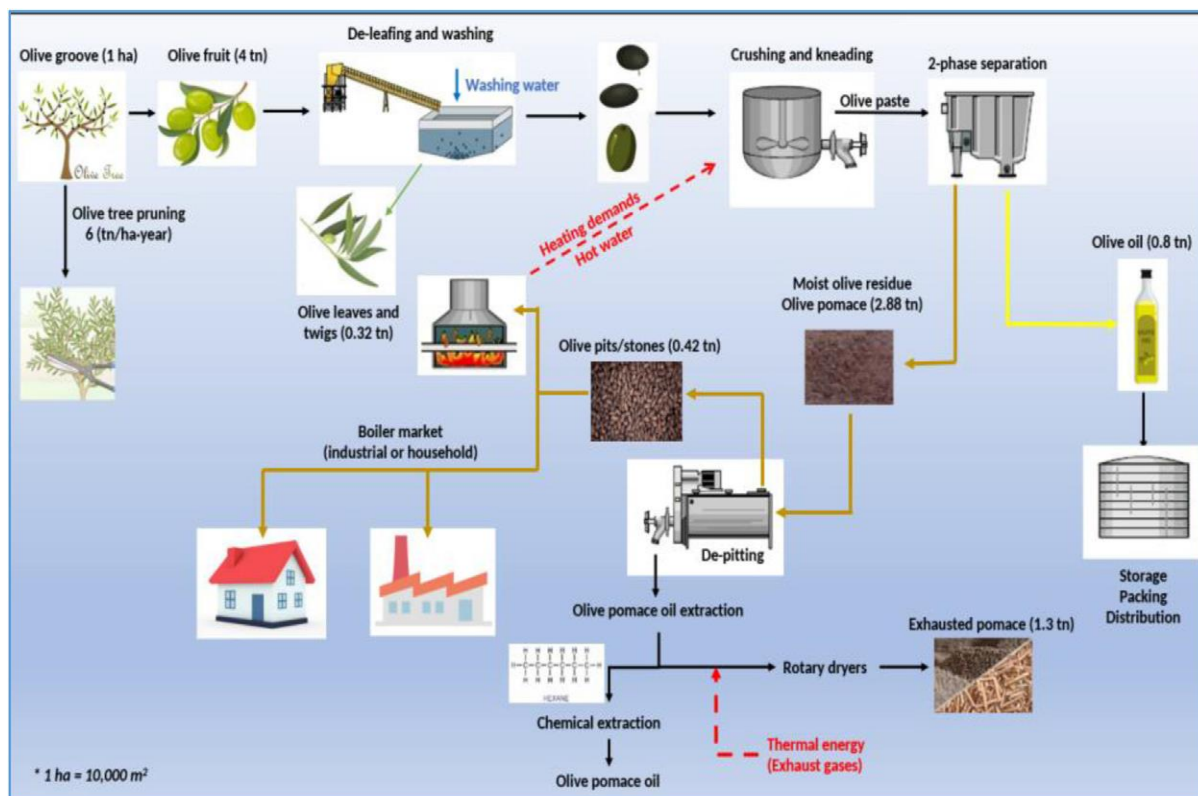 De-leafing and washing
Olive groove (1 ha)
Olive fruit (4 tn)
Crushing and kneading
2-phase separation
Washing water
Olive paste
Olive Tree
Olive tree pruning
6 (tn/ha-year)
Heating demands
Hot water
Olive oil (0.8 tn)
Moist olive residue
Olive pomace (2.88 tn)
Olive leaves and
twigs (0.32 tn)
Olive pits/stones (0.42 tn)
Boiler market
(industrial or household)
De-pitting
Storage
Packing
Distribution
Olive pomace oil extraction
Exhausted pomace (1.3 tn)
H H H H H H
H-C-C-C-C-C-C-H
H H H H H H
HEXANE
Rotary dryers
Chemical extraction
Thermal energy
(Exhaust gases)
* 1 ha = 10,000 m²
Olive pomace oil